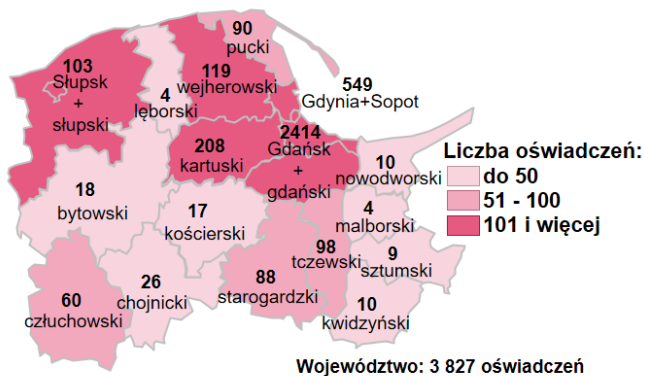 90
pucki
103
Słupsk
+
słupski
4
lęborski
119
wejherowski
549
Gdynia+Sopot
208
kartuski
2414
Gdańsk
+
gdański
10
nowodworski
18
bytowski
17
kościerski
4
malborski
98
tczewski
9
sztumski
60
człuchowski
26
chojnicki
88
starogardzki
10
kwidzyński
Liczba oświadczeń:
do 50
51 - 100
101 i więcej
Województwo: 3 827 oświadczeń